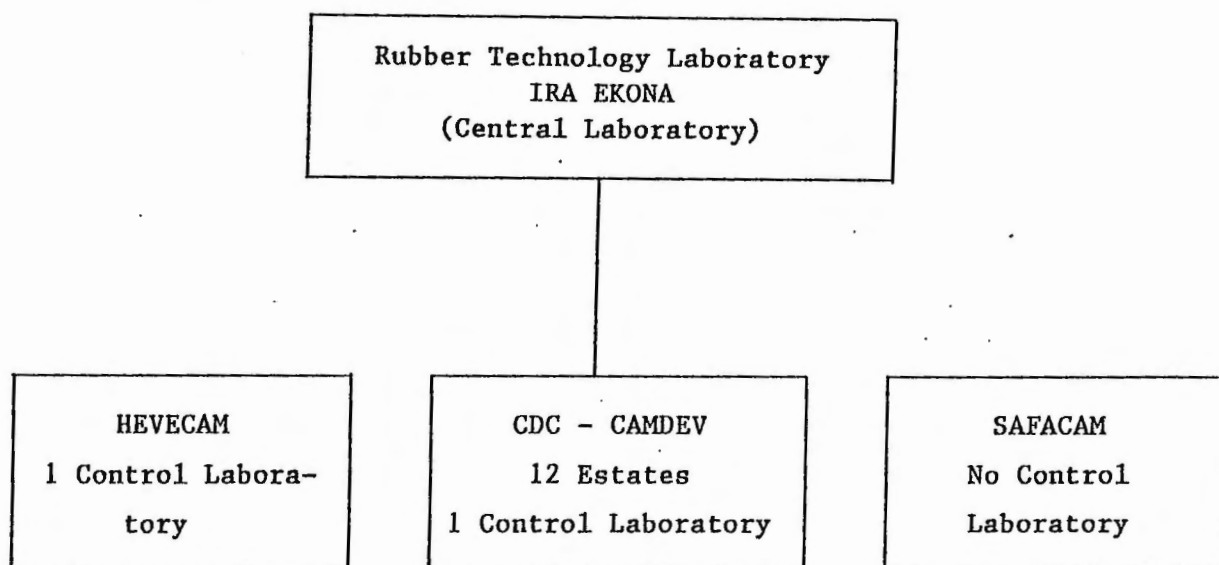 Rubber Technology Laboratory
IRA EKONA
(Central Laboratory)
HEVECAM
1 Control Labora-
tory
CDC - CAMDEV
12 Estates
1 Control Laboratory
SAFACAM
No Control
Laboratory